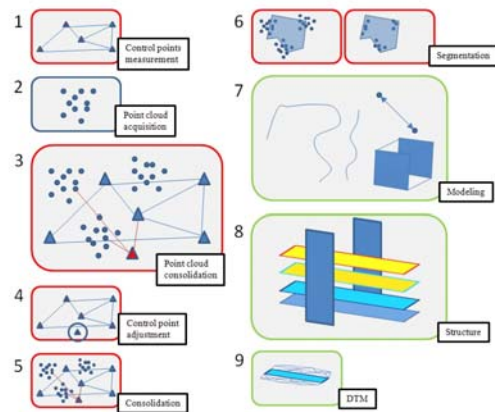 1
Control points
measurement
2
Point cloud
acquisition
3
Point cloud
consolidation
4
Control point
adjustment
5
Consolidation
6
Segmentation
7
Modeling
8
Structure
9
DTM